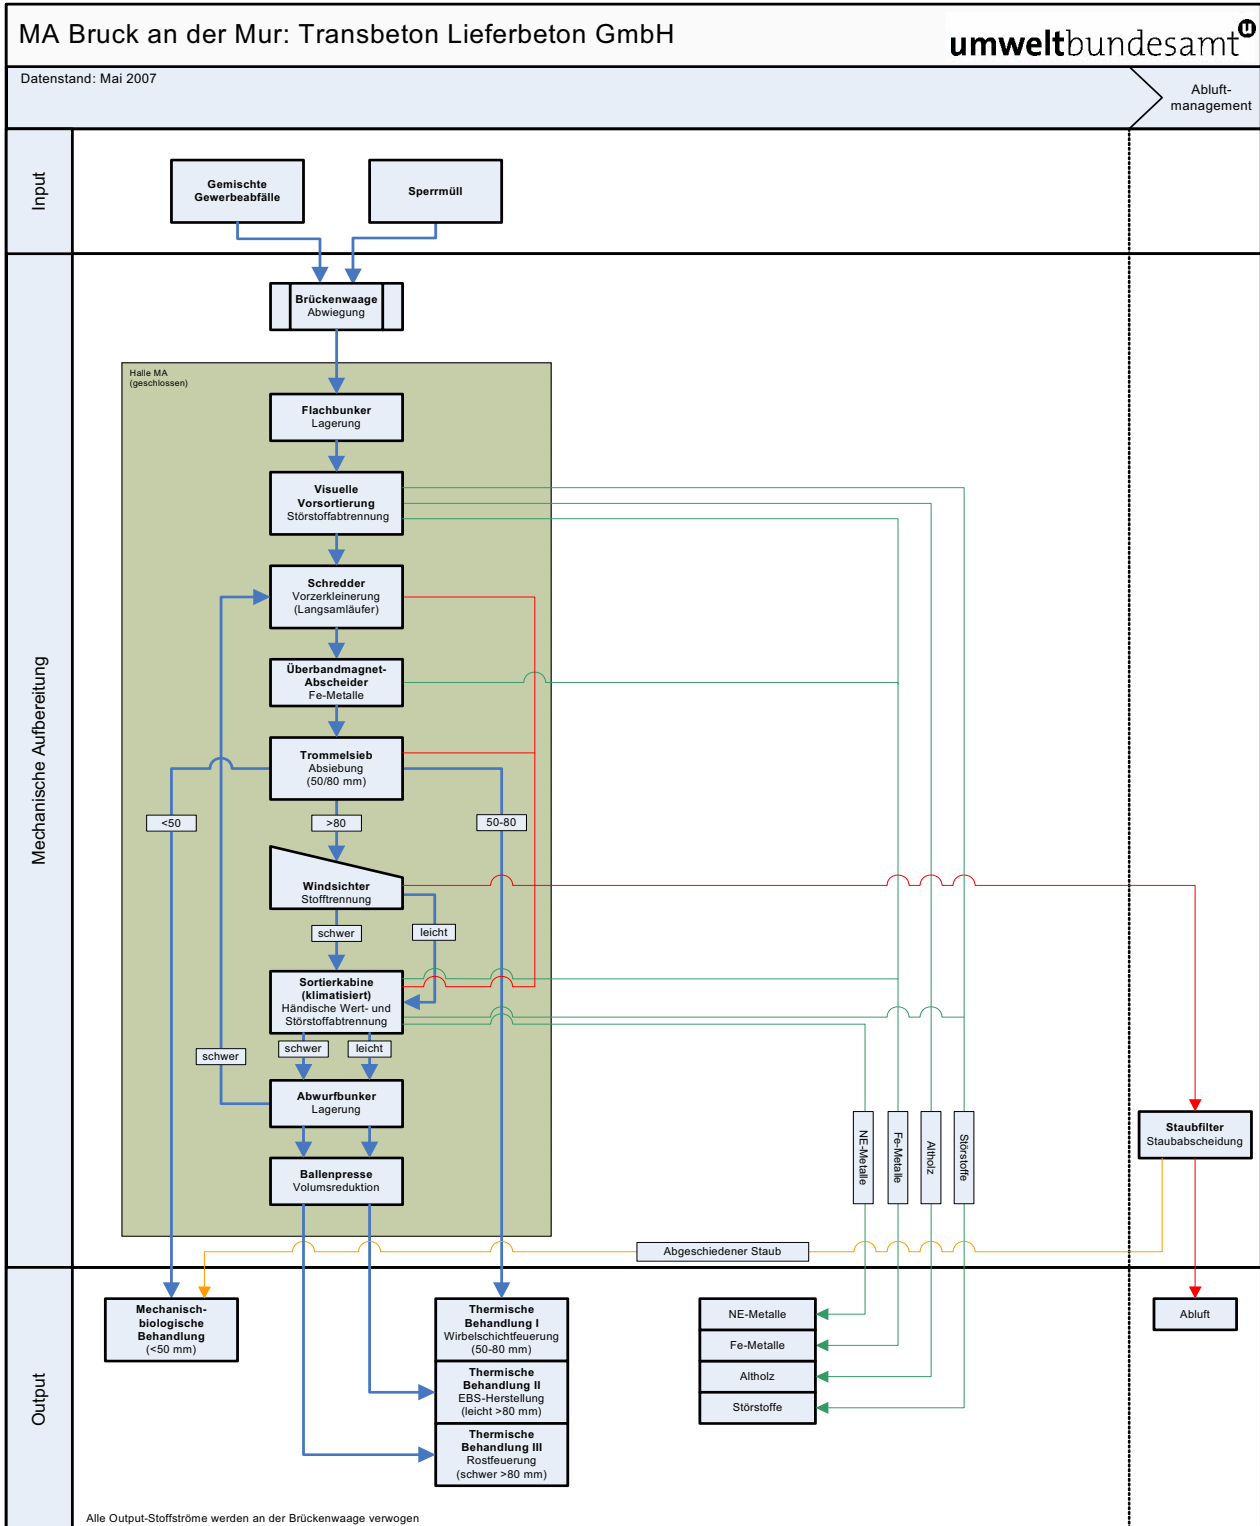 MA Bruck an der Mur: Transbeton Lieferbeton GmbH
umweltbundesamt u
Datenstand: Mai 2007
Abluft-
management
Input
Gemischte
Gewerbeabfälle
Sperrmüll
Mechanische Aufbereitung
Brückenwaage
Abwiegung
Halle MA
(geschlossen)
Flachbunker
Lagerung
Visuelle
Vorsortierung
Störstoffabtrennung
Schredder
Vorzerkleinerung
(Langsamläufer)
Überbandmagnet-
Abscheider
Fe-Metalle
Trommelsieb
Absiebung
(50/80 mm)
<50
>80
50-80
Windsichter
Stofftrennung
schwer
leicht
Sortierkabine
(klimatisiert)
Händische Wert- und
Störstoffabtrennung
schwer
schwer
leicht
Abwurfbunker
Lagerung
Ballenpresse
Volumsreduktion
NE-Metalle
Fe-Metalle
Altholz
Störstoffe
Staubfilter
Staubabscheidung
Abgeschiedener Staub
Output
Mechanisch-
biologische
Behandlung
(<50 mm)
Thermische
Behandlung I
Wirbelschichtfeuerung
(50-80 mm)
Thermische
Behandlung II
EBS-Herstellung
(leicht >80 mm)
Thermische
Behandlung III
Rostfeuerung
(schwer >80 mm)
NE-Metalle
Fe-Metalle
Altholz
Störstoffe
Abluft
Alle Output-Stoffströme werden an der Brückenwaage verwogen